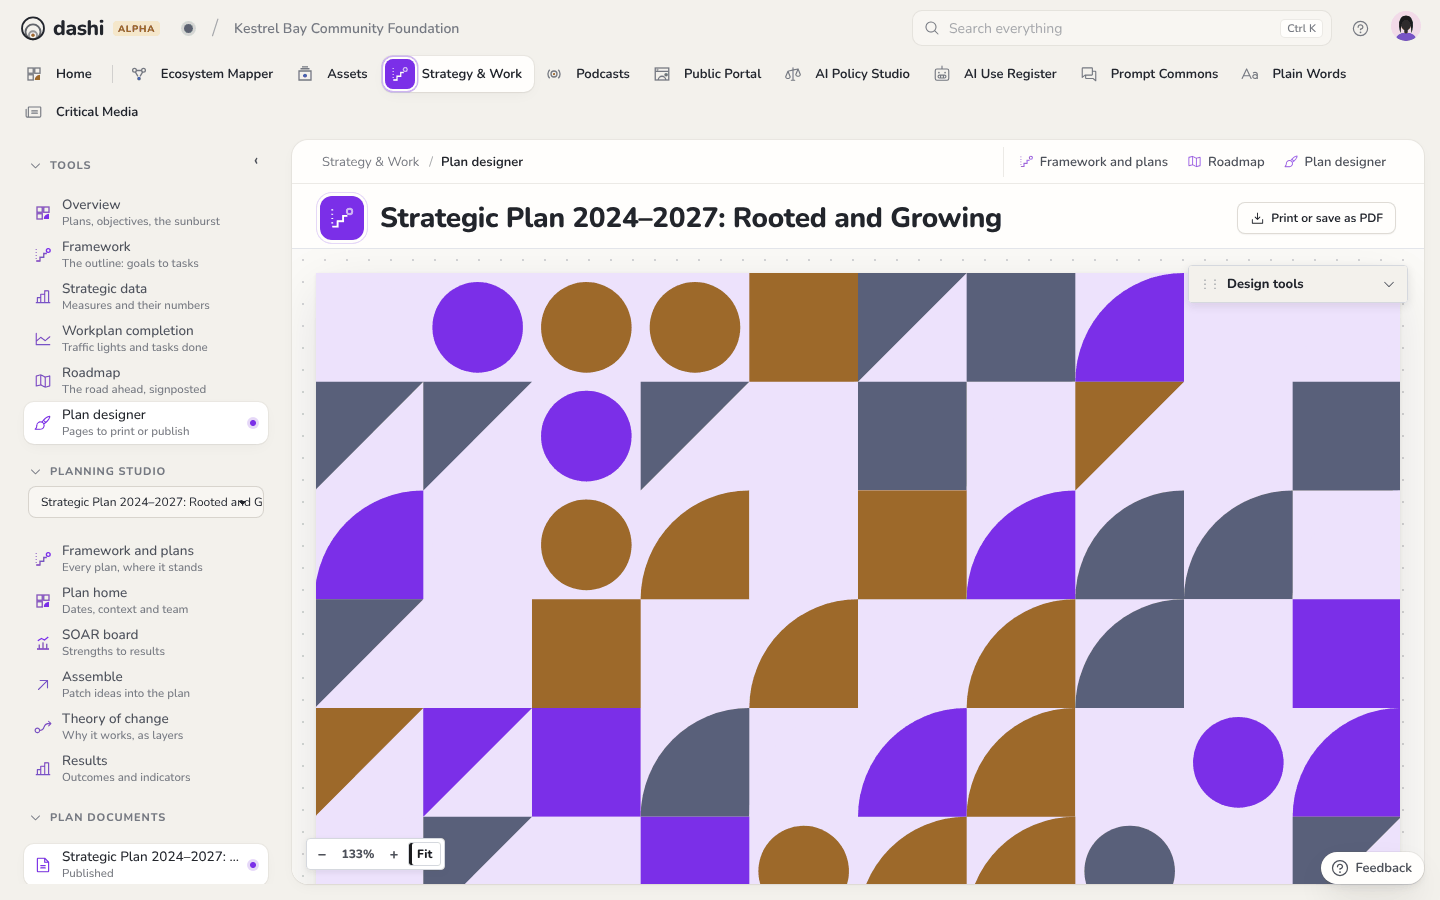 dashi ALPHA / Kestrel Bay Community Foundation
Search everything Ctrl K
Home
Ecosystem Mapper
Assets
Strategy & Work
Podcasts
Public Portal
AI Policy Studio
AI Use Register
Prompt Commons
Aa Plain Words
Critical Media
TOOLS
Overview
Plans, objectives, the sunburst
Framework
The outline: goals to tasks
Strategic data
Measures and their numbers
Workplan completion
Traffic lights and tasks done
Roadmap
The road ahead, signposted
Plan designer
Pages to print or publish
PLANNING STUDIO
Strategic Plan 2024–2027: Rooted and G
Framework and plans
Every plan, where it stands
Plan home
Dates, context and team
SOAR board
Strengths to results
Assemble
Patch ideas into the plan
Theory of change
Why it works, as layers
Results
Outcomes and indicators
PLAN DOCUMENTS
Strategic Plan 2024–2027: ...
Published
Strategy & Work / Plan designer
Framework and plans
Roadmap
Plan designer
Strategic Plan 2024–2027: Rooted and Growing
Print or save as PDF
Design tools
− 133% + Fit
Feedback